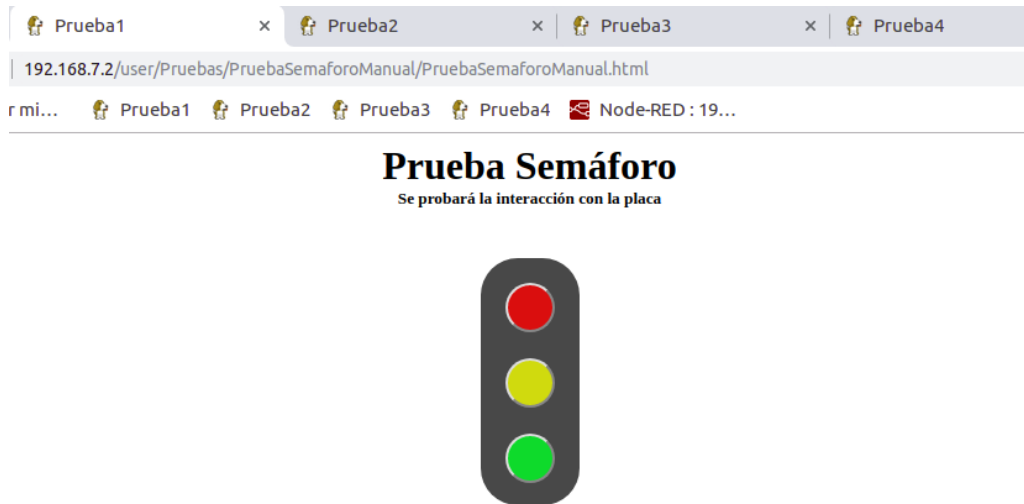 Prueba1 × Prueba2 × Prueba3 × Prueba4
192.168.7.2/user/Pruebas/PruebaSemaforoManual/PruebaSemaforoManual.html
r mi... Prueba1 Prueba2 Prueba3 Prueba4 Node-RED : 19...
Prueba Semáforo
Se probará la interacción con la placa